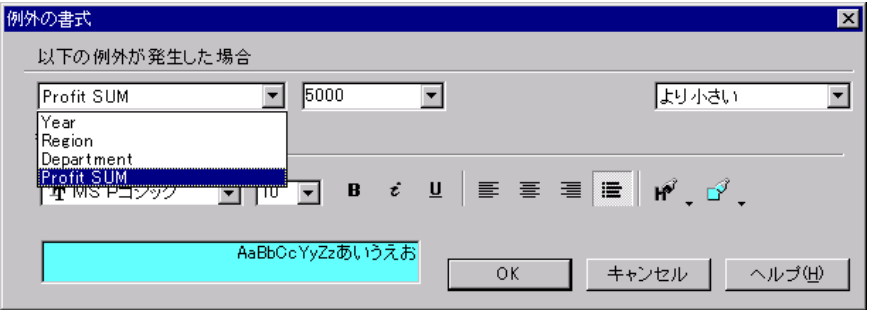 例外の書式
以下の例外が発生した場合
Profit SUM 5000 より小さい
Year
Region
Department
Profit SUM
MS Pゴシック 10 B i U
AaBbCcYyZzあいうえお
OK キャンセル ヘルプ(H)